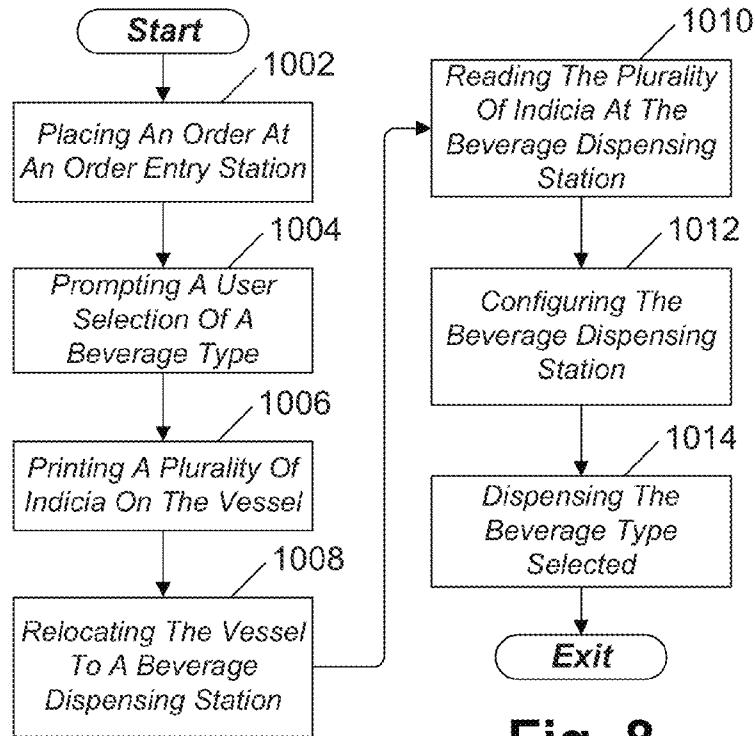 Start
1002
Placing An Order At
An Order Entry Station
1004
Prompting A User
Selection Of A
Beverage Type
1006
Printing A Plurality Of
Indicia On The Vessel
1008
Relocating The Vessel
To A Beverage
Dispensing Station
1010
Reading The Plurality
Of Indicia At The
Beverage Dispensing
Station
1012
Configuring The
Beverage Dispensing
Station
1014
Dispensing The
Beverage Type
Selected
Exit
Fig. 8